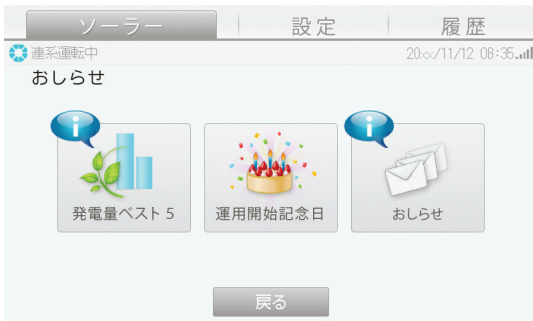 ソーラー
設定
履歴
連系運転中
20xx/11/12 08:35
おしらせ
発電量ベスト5
運用開始記念日
おしらせ
戻る